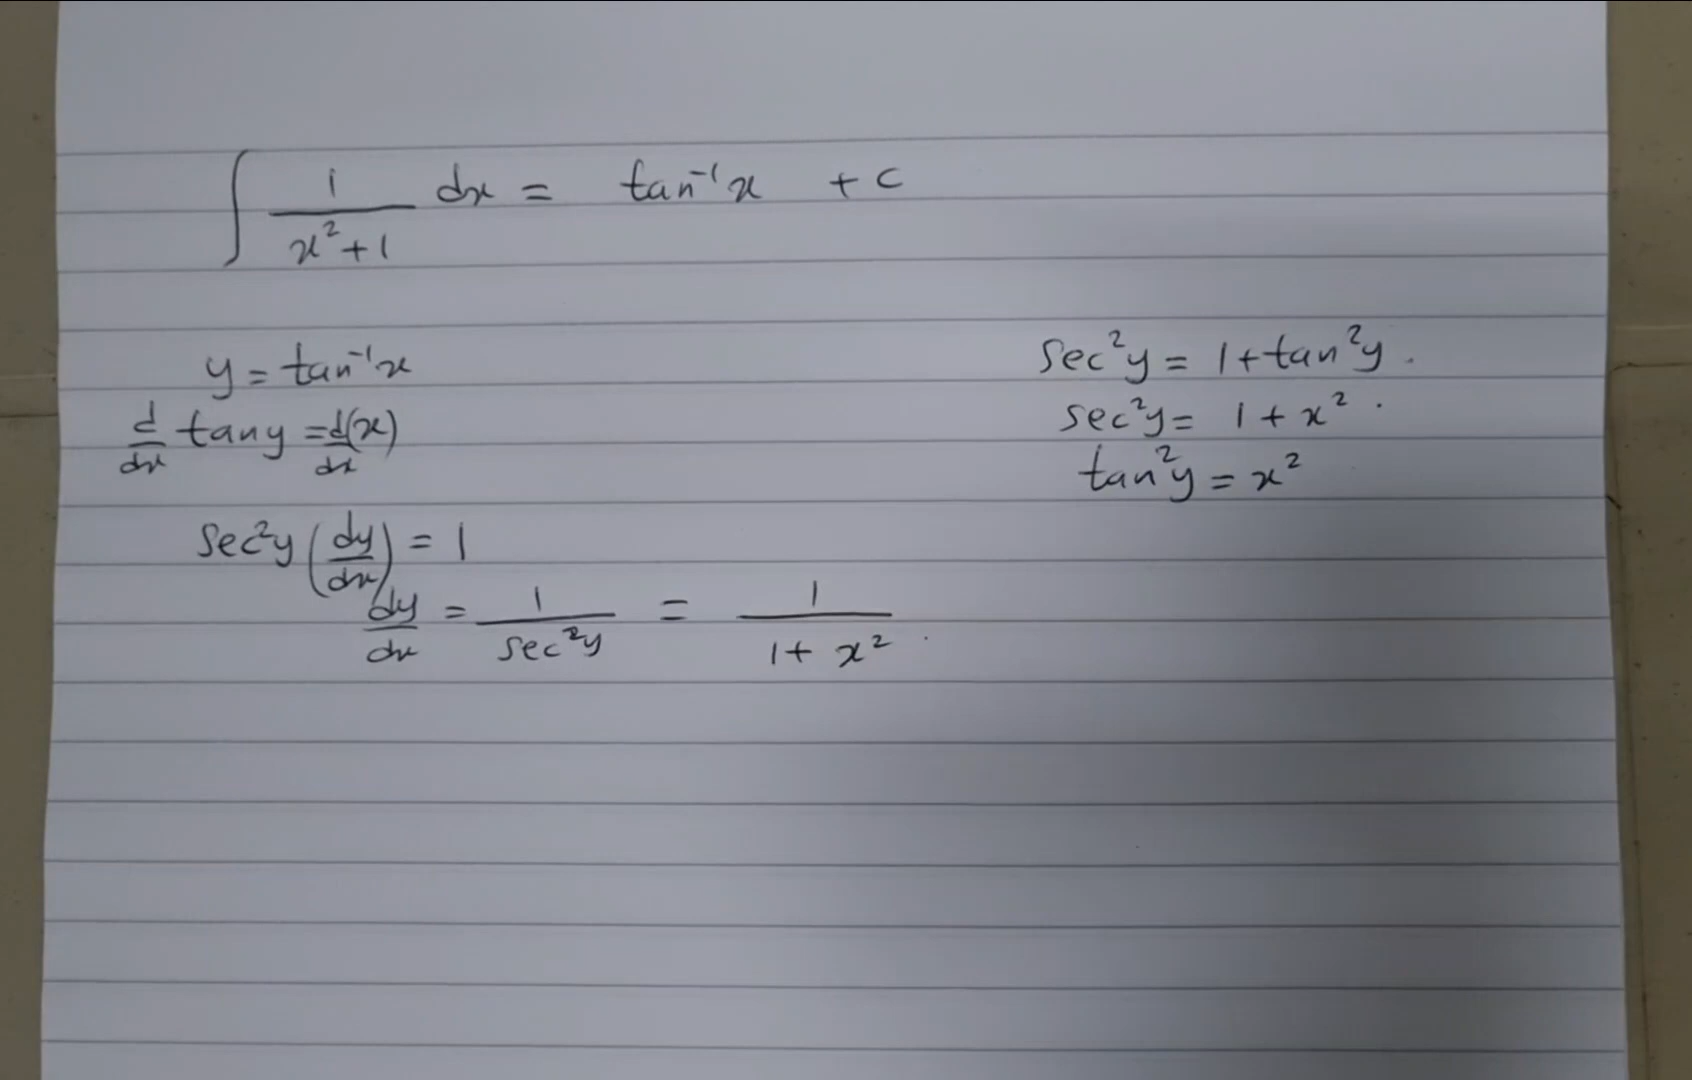 ∫ 1/(x²+1) dx = tan⁻¹x + c
y = tan⁻¹x
d/dx tan y = d(x)/dx
sec²y (dy/dx) = 1
dy/dx = 1/sec²y = 1/(1+x²).
sec²y = 1+tan²y.
sec²y = 1+x².
tan²y = x²